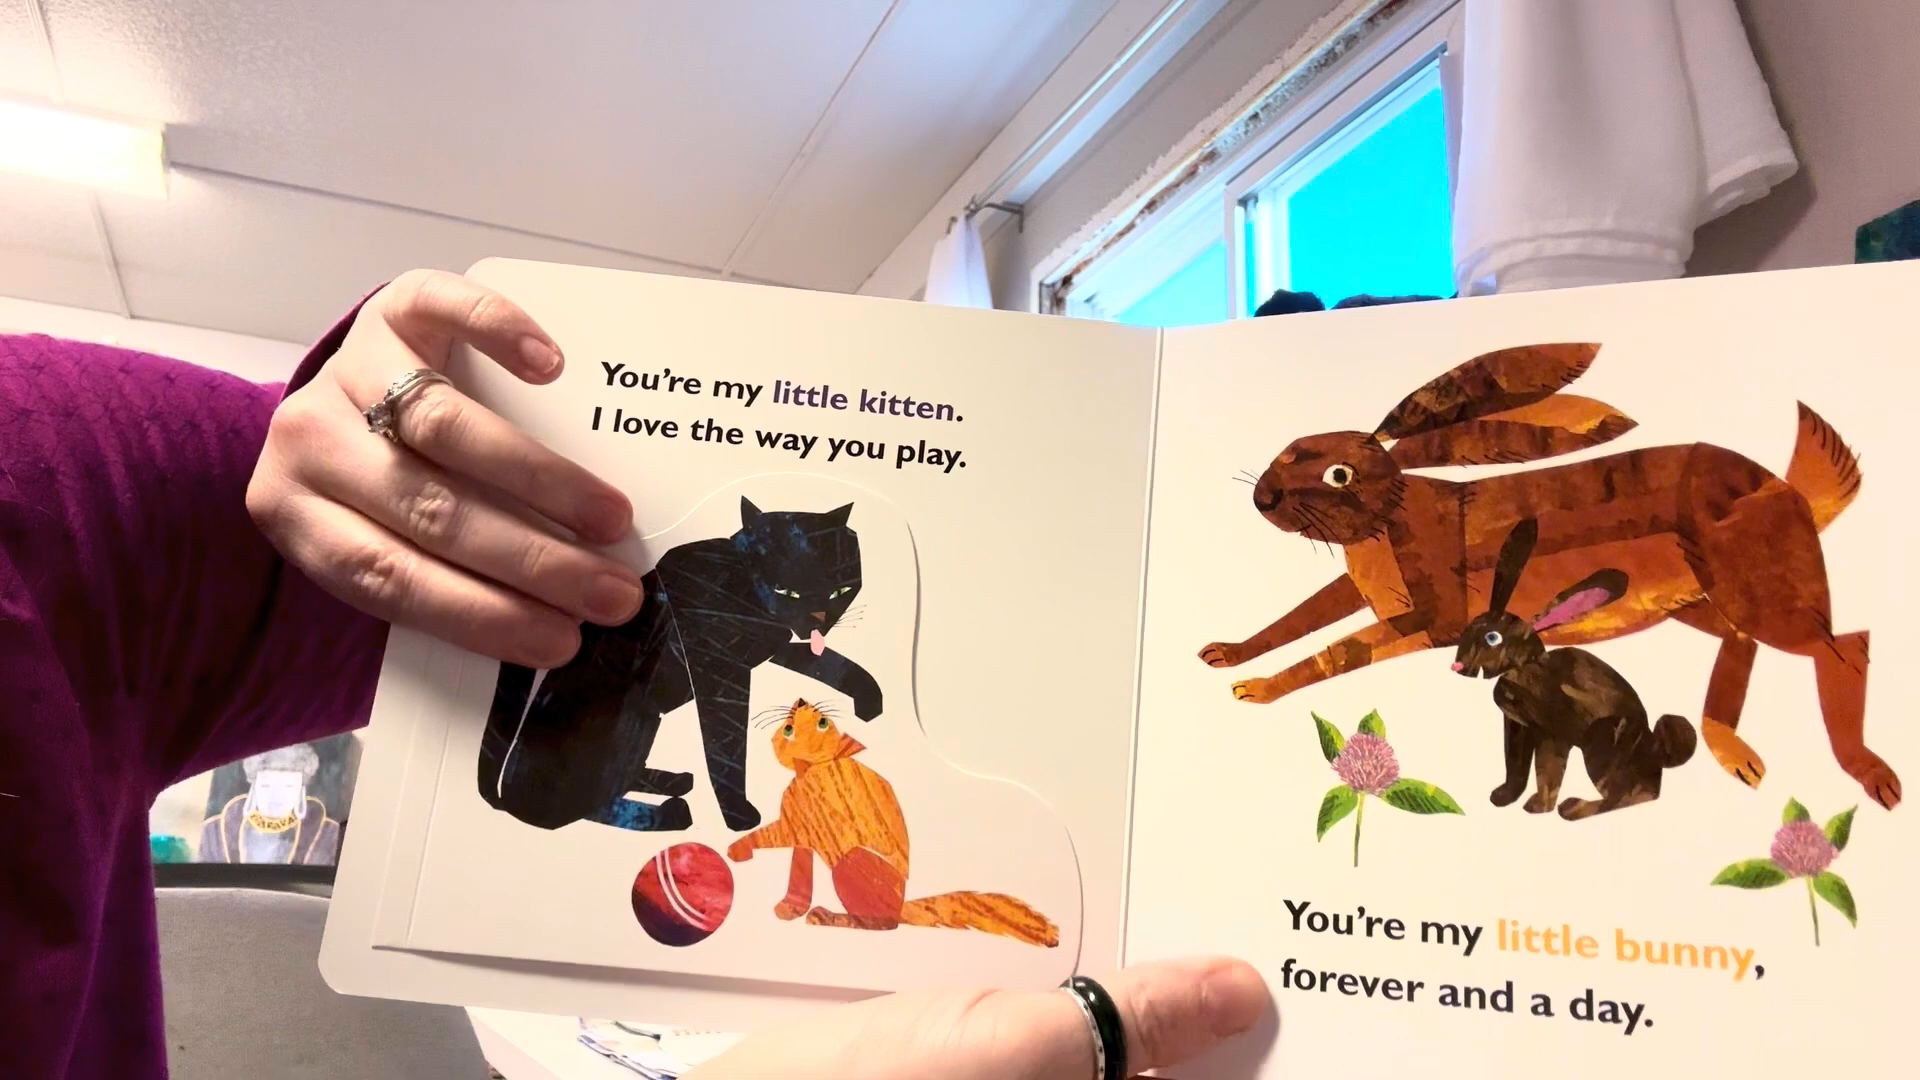 You're my little kitten.
I love the way you play.
You're my little bunny,
forever and a day.